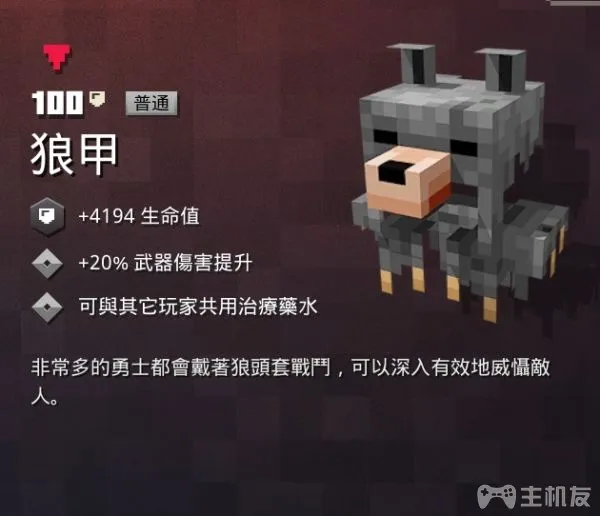 100 普通
狼甲
+4194 生命值
+20% 武器傷害提升
可與其它玩家共用治療藥水
非常多的勇士都會戴著狼頭套戰鬥，可以深入有效地威懾敵
人。
主机友